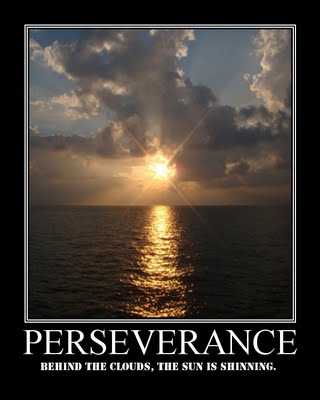 PERSEVERANCE
BEHIND THE CLOUDS, THE SUN IS SHINNING.